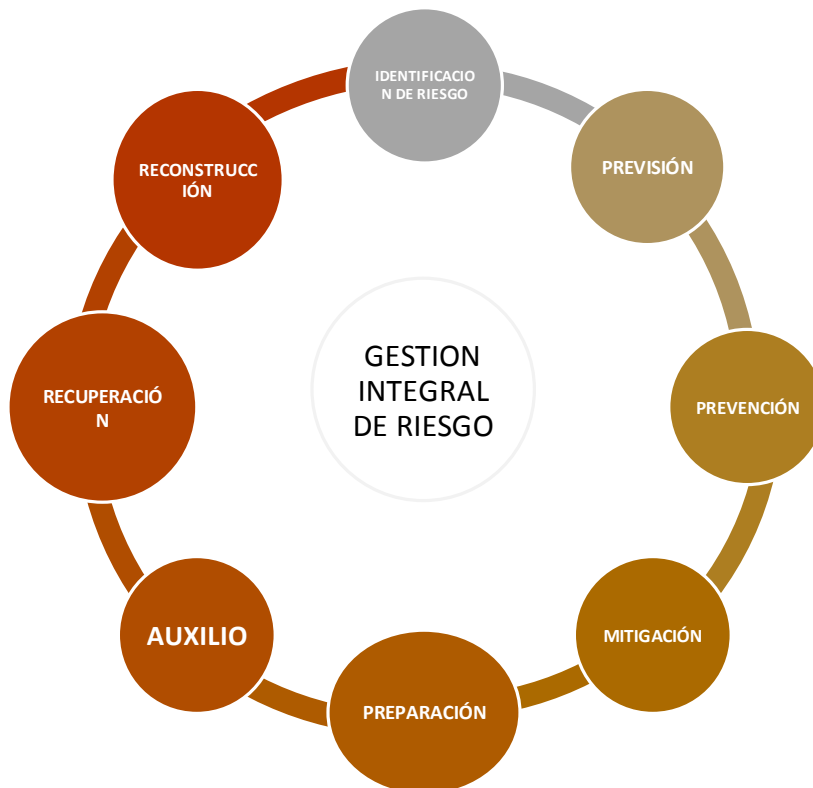 IDENTIFICACIO
N DE RIESGO
PREVISIÓN
PREVENCIÓN
MITIGACIÓN
PREPARACIÓN
AUXILIO
RECUPERACIÓ
N
RECONSTRUCC
IÓN
GESTION
INTEGRAL
DE RIESGO